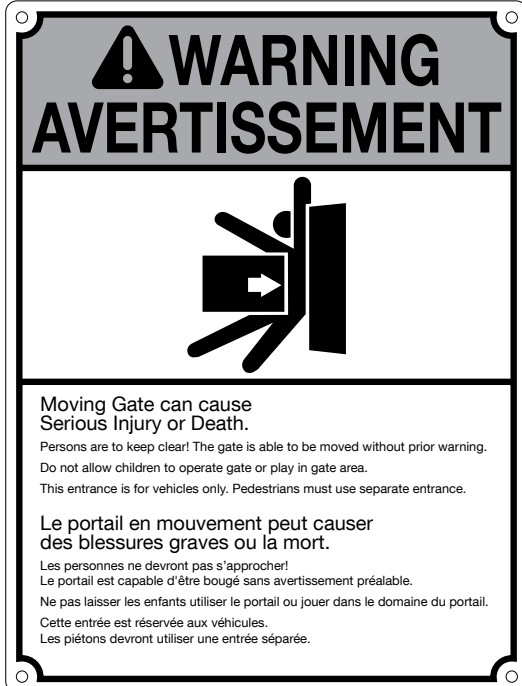 WARNING
AVERTISSEMENT
Moving Gate can cause
Serious Injury or Death.
Persons are to keep clear! The gate is able to be moved without prior warning.
Do not allow children to operate gate or play in gate area.
This entrance is for vehicles only. Pedestrians must use separate entrance.
Le portail en mouvement peut causer
des blessures graves ou la mort.
Les personnes ne devront pas s'approcher!
Le portail est capable d'être bougé sans avertissement préalable.
Ne pas laisser les enfants utiliser le portail ou jouer dans le domaine du portail.
Cette entrée est réservée aux véhicules.
Les piétons devront utiliser une entrée séparée.